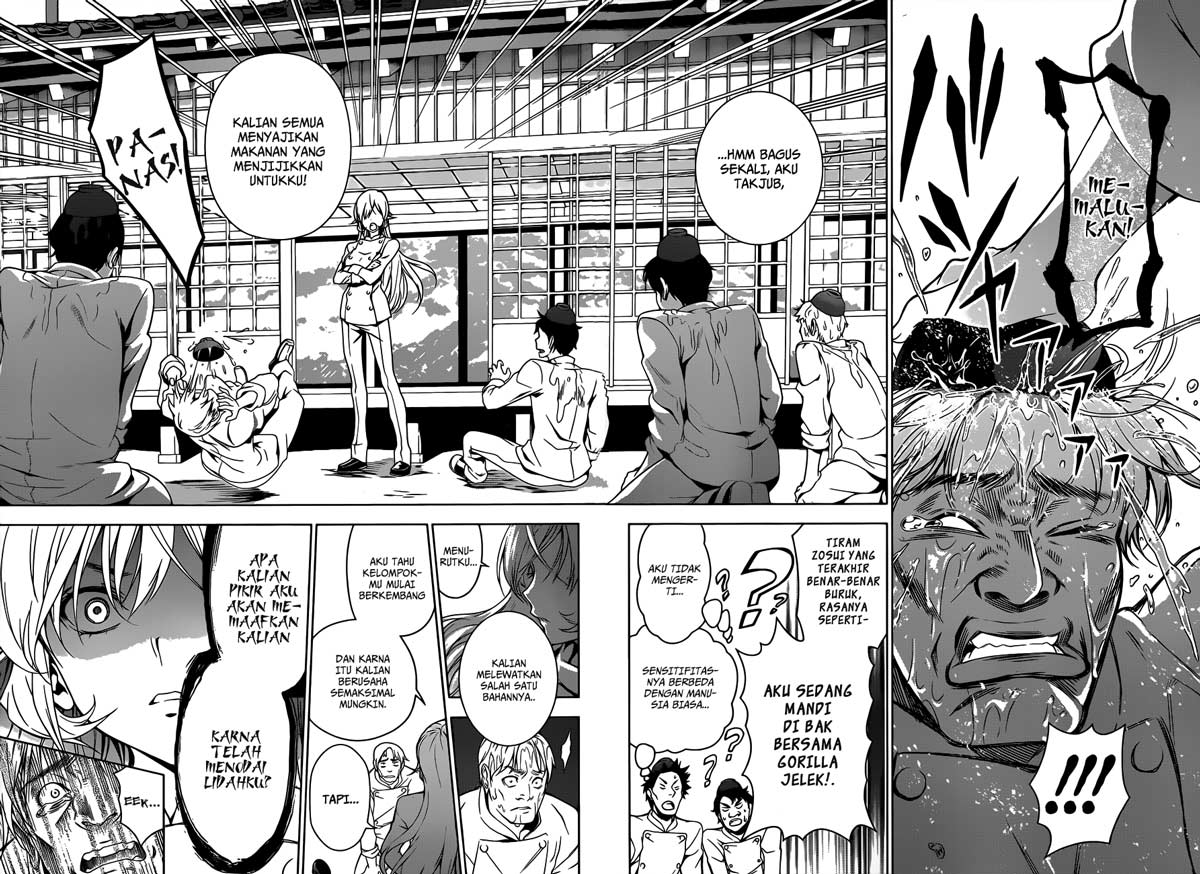 ME-
MALU-
KAN!
!!!
...HMM BAGUS
SEKALI, AKU
TAKJUB,
KALIAN SEMUA
MENYAJIKAN
MAKANAN YANG
MENJIJIKKAN
UNTUKKU!
PA-
NAS!
TIRAM
ZOSUI YANG
TERAKHIR
BENAR-BENAR
BURUK,
RASANYA
SEPERTI-
AKU SEDANG
MANDI
DI BAK
BERSAMA
GORILLA
JELEK!.
??
AKU TIDAK
MENGER-
TI...
SENSITIFITAS-
NYA BERBEDA
DENGAN MANU-
SIA BIASA...
?
?
MENU-
RUTKU...
KALIAN
MELEWATKAN
SALAH SATU
BAHANNYA..
AKU TAHU
KELOMPOK-
MU MULAI
BERKEMBANG
DAN KARNA
ITU KALIAN
BERUSAHA
SEMAKSIMAL
MUNGKIN.
TAPI...
APA
KALIAN
PIKIR AKU
AKAN ME-
MAAFKAN
KALIAN
KARNA
TELAH
MENODAI
LIDAHKU?
EEK...